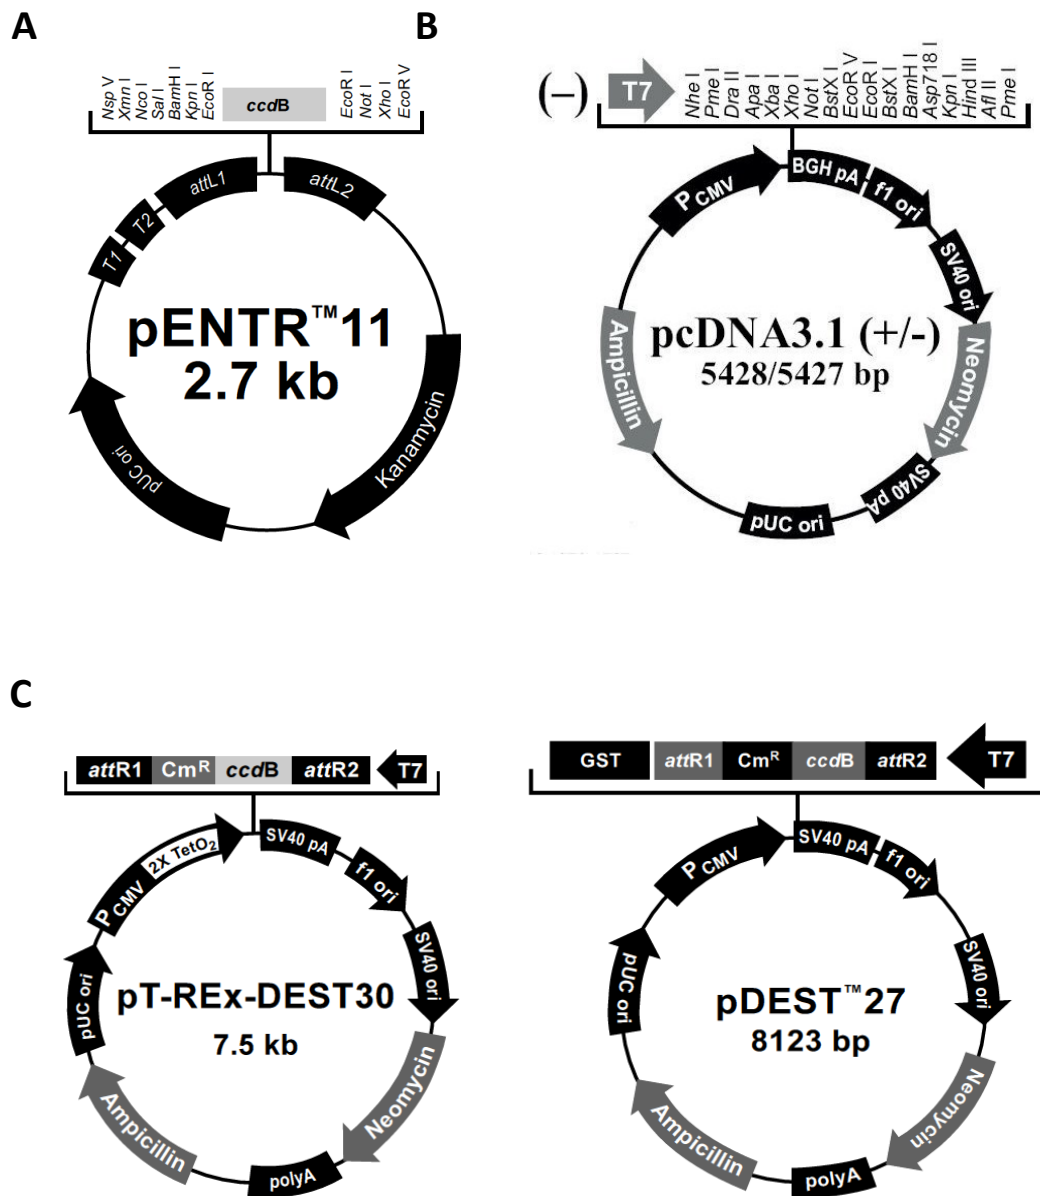 A
Nsp V
Xmn I
Nco I
Sal I
BamH I
Kpn I
EcoR I
ccdB
EcoR I
Not I
Xho I
EcoR V
attL1
attL2
T2
T1
pENTR™11
2.7 kb
Kanamycin
pUC ori
B
(–)
T7
Nhe I
Pme I
Dra II
Apa I
Xba I
Xho I
Not I
BstX I
EcoR V
EcoR I
BstX I
BamH I
Asp718 I
Kpn I
Hind III
Afl II
Pme I
PCMV
BGH pA
f1 ori
SV40 ori
pcDNA3.1 (+/-)
5428/5427 bp
Ampicillin
Neomycin
SV40 pA
pUC ori
C
attR1 CmR ccdB attR2 T7
PCMV 2X TetO2
SV40 pA
f1 ori
SV40 ori
pUC ori
pT-REx-DEST30
7.5 kb
Neomycin
Ampicillin
polyA
GST attR1 CmR ccdB attR2 T7
PCMV
SV40 pA
f1 ori
SV40 ori
pUC ori
pDEST™27
8123 bp
Neomycin
Ampicillin
polyA